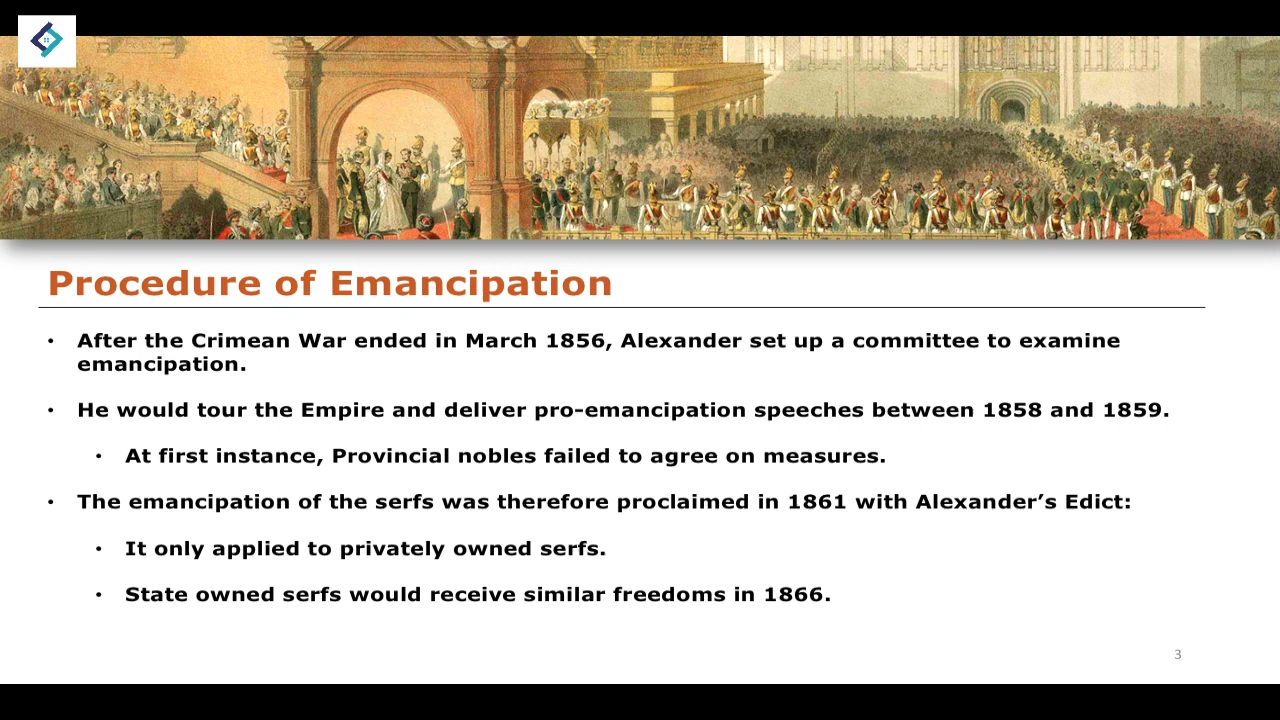 Procedure of Emancipation
• After the Crimean War ended in March 1856, Alexander set up a committee to examine
emancipation.
• He would tour the Empire and deliver pro-emancipation speeches between 1858 and 1859.
• At first instance, Provincial nobles failed to agree on measures.
• The emancipation of the serfs was therefore proclaimed in 1861 with Alexander’s Edict:
• It only applied to privately owned serfs.
• State owned serfs would receive similar freedoms in 1866.
3